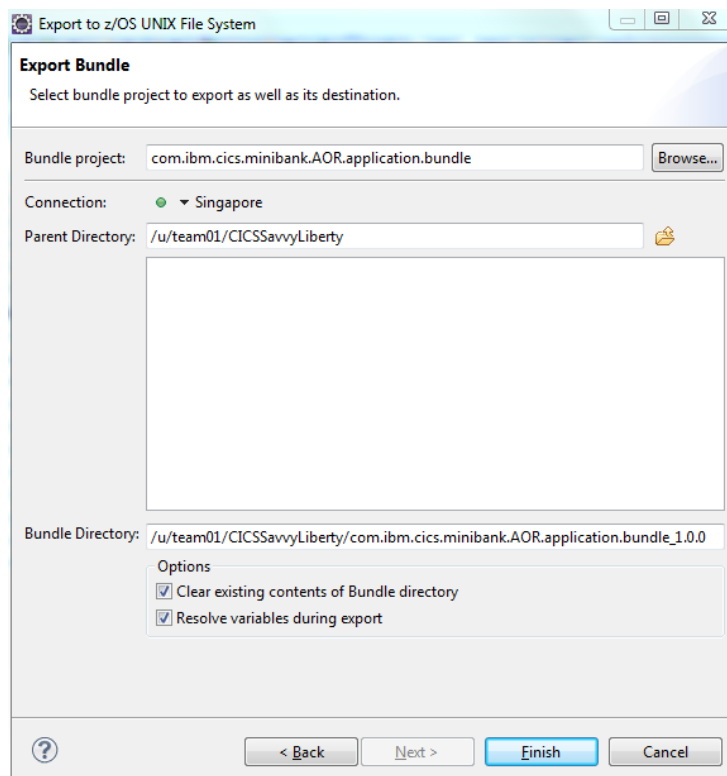 Export to z/OS UNIX File System
Export Bundle
Select bundle project to export as well as its destination.
Bundle project: com.ibm.cics.minibank.AOR.application.bundle Browse...
Connection: Singapore
Parent Directory: /u/team01/CICSSavvyLiberty
Bundle Directory: /u/team01/CICSSavvyLiberty/com.ibm.cics.minibank.AOR.application.bundle_1.0.0
Options
Clear existing contents of Bundle directory
Resolve variables during export
? < Back Next > Finish Cancel